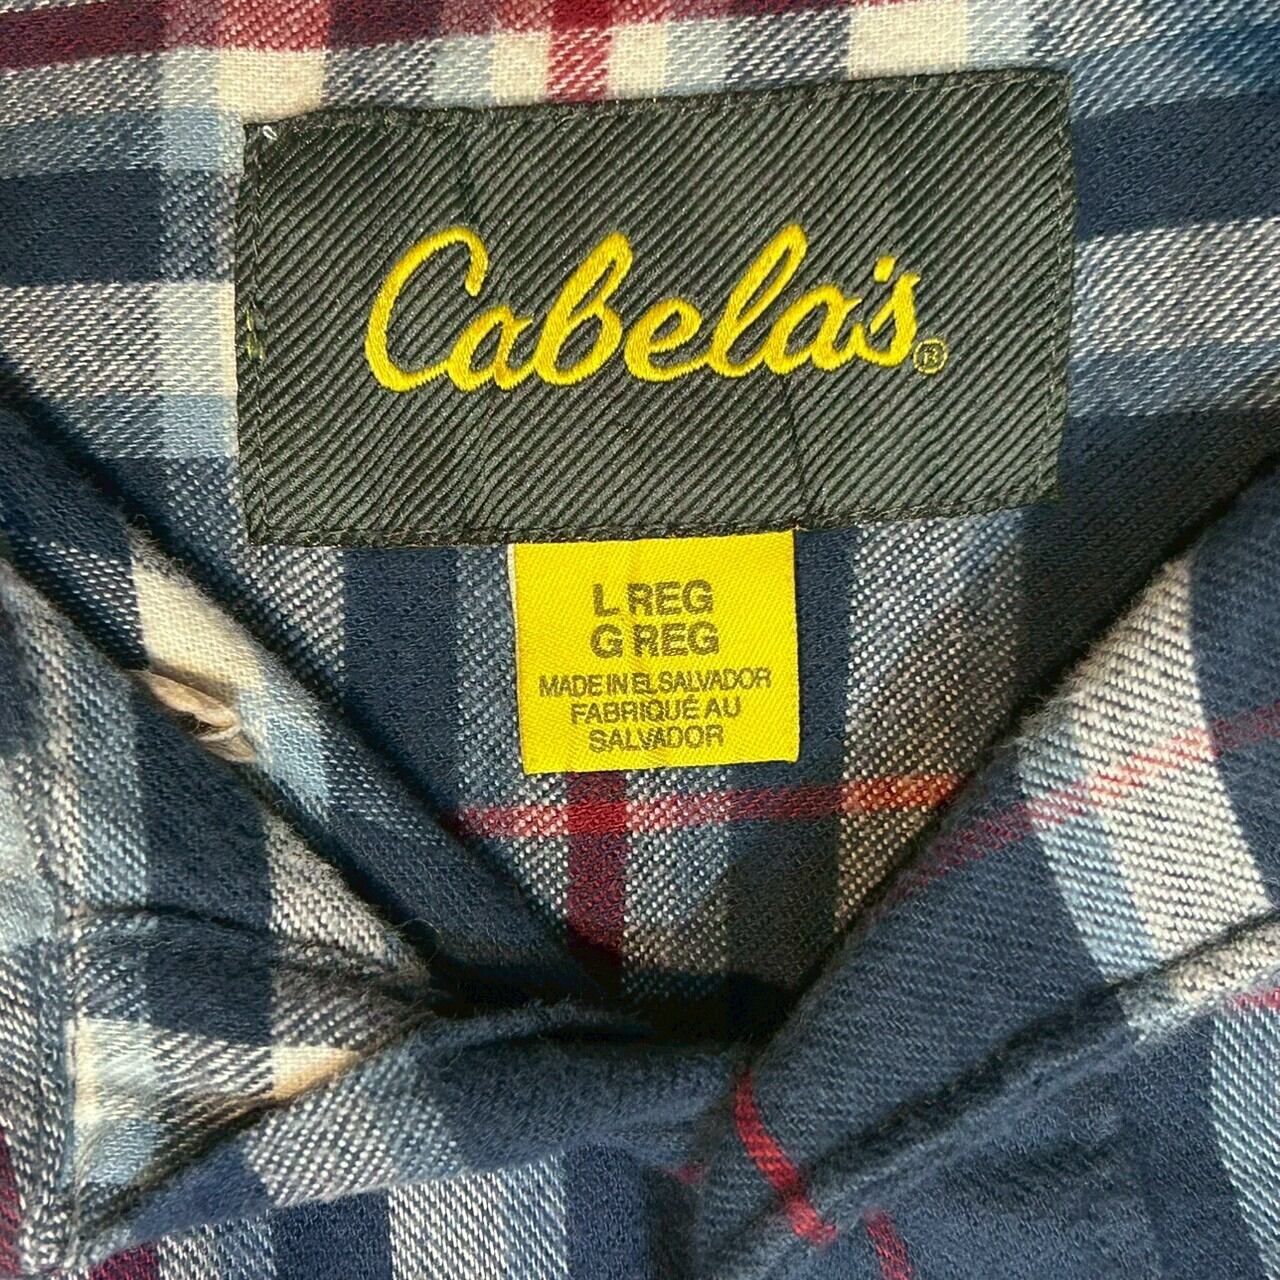 Cabela's®
L REG
G REG
MADE IN EL SALVADOR
FABRIQUÉ AU
SALVADOR